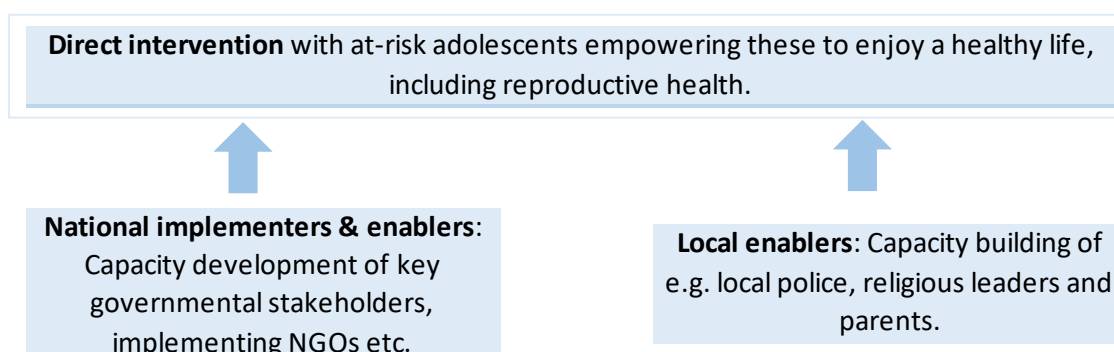 Direct intervention with at-risk adolescents empowering these to enjoy a healthy life,
including reproductive health.
National implementers & enablers:
Capacity development of key
governmental stakeholders,
implementing NGOs etc.
Local enablers: Capacity building of
e.g. local police, religious leaders and
parents.